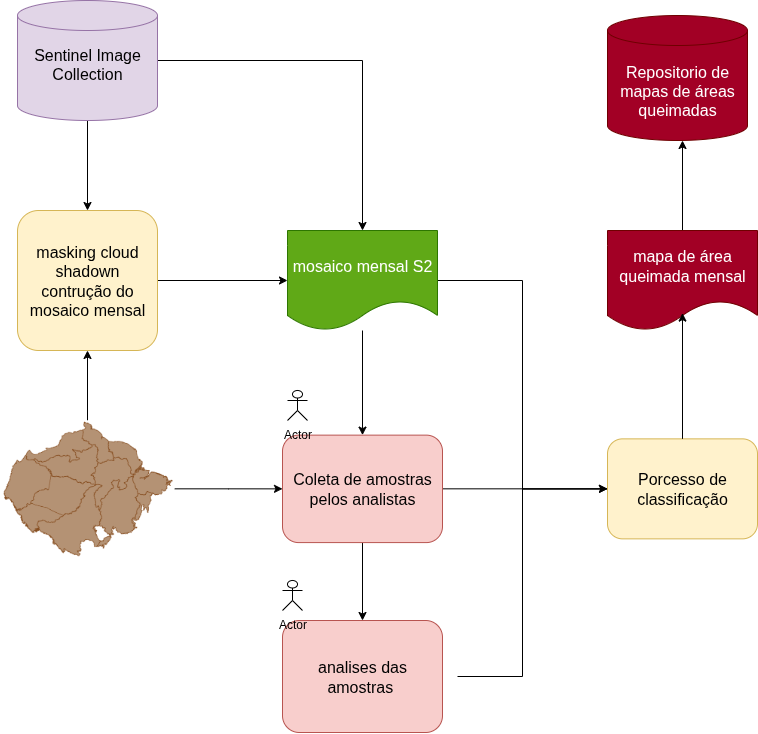 Sentinel Image
Collection
Repositorio de
mapas de áreas
queimadas
masking cloud
shadown
contrução do
mosaico mensal
mosaico mensal S2
mapa de área
queimada mensal
Actor
Coleta de amostras
pelos analistas
Porcesso de
classificação
Actor
analises das
amostras